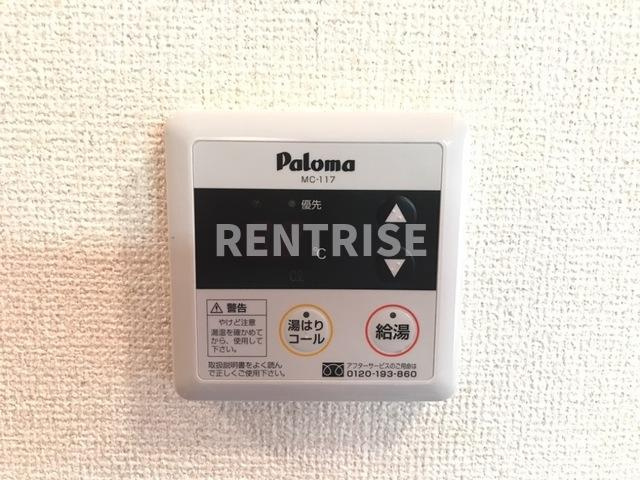 Paloma
MC-117
優先
RENTRISE
℃
警告
やけど注意
湯温を確かめて
から、使用して
下さい。
取扱説明書をよく読ん
で正しくご使用下さい。
湯はり
コール
給湯
アフターサービスのご用命は
0120-193-860